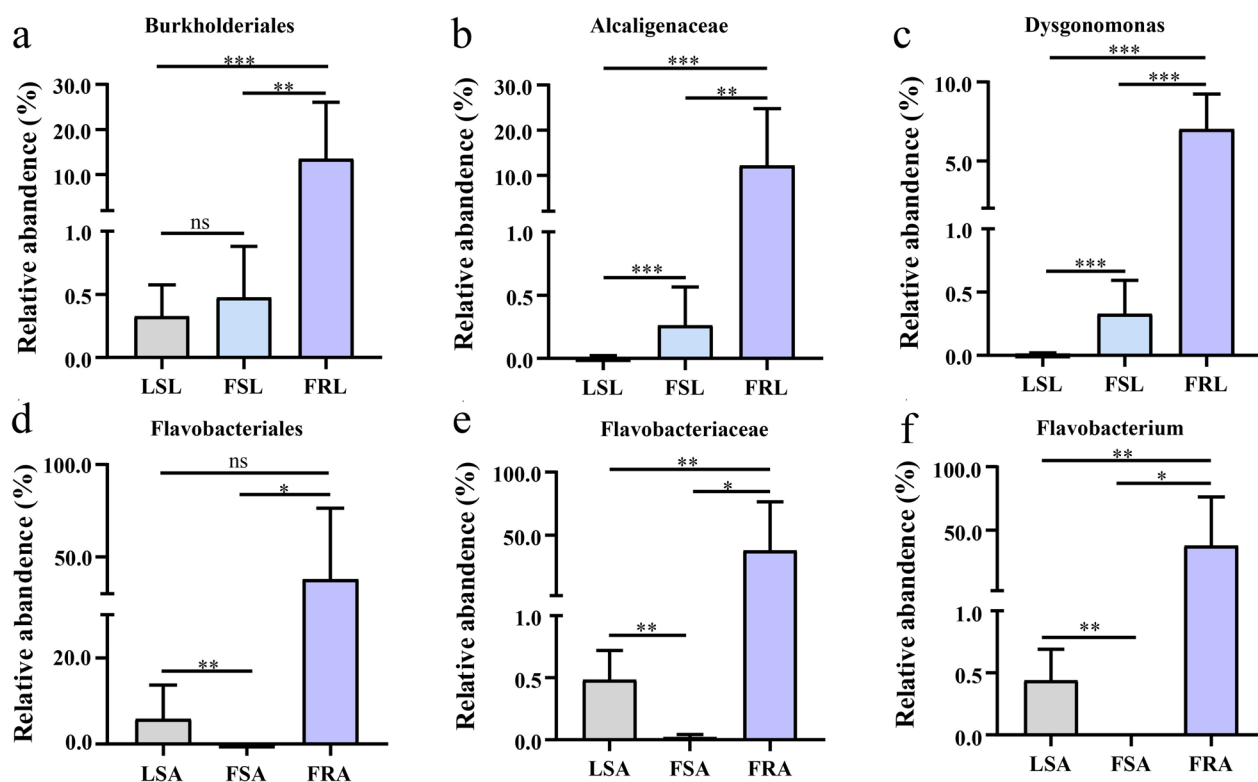 a
Burkholderiales
Relative abandence (%)
30.0
20.0
10.0
1.0
0.5
0.0
***
**
ns
LSL FSL FRL
b
Alcaligenaceae
Relative abandence (%)
30.0
20.0
10.0
1.0
0.5
0.0
***
**
***
LSL FSL FRL
c
Dysgonomonas
Relative abandence (%)
10.0
5.0
1.0
0.5
0.0
***
***
***
LSL FSL FRL
d
Flavobacteriales
Relative abandence (%)
100.0
50.0
20.0
0.0
ns
*
**
LSA FSA FRA
e
Flavobacteriaceae
Relative abandence (%)
100.0
50.0
1.0
0.5
0.0
**
*
**
LSA FSA FRA
f
Flavobacterium
Relative abandence (%)
100.0
50.0
1.0
0.5
0.0
**
*
**
LSA FSA FRA